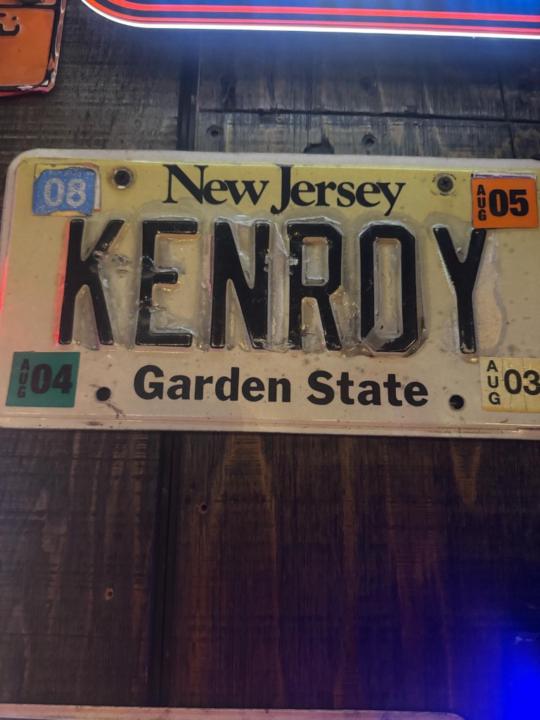 08
New Jersey
AUG 05
KENROY
AUG 04
Garden State
AUG 03